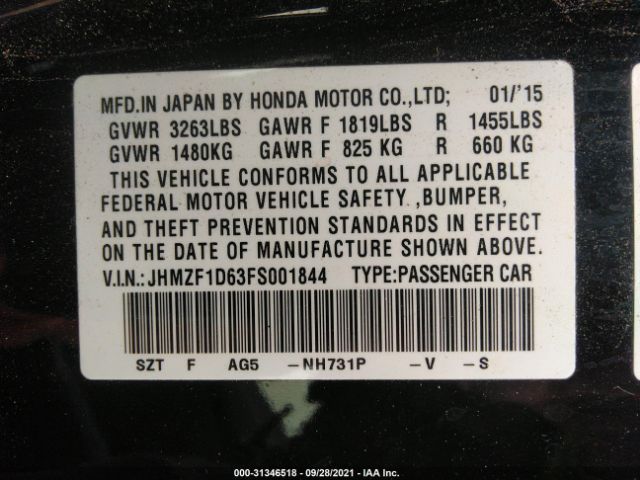 MFD.IN JAPAN BY HONDA MOTOR CO.,LTD; 01/'15
GVWR 3263LBS GAWR F 1819LBS R 1455LBS
GVWR 1480KG GAWR F 825 KG R 660 KG
THIS VEHICLE CONFORMS TO ALL APPLICABLE
FEDERAL MOTOR VEHICLE SAFETY ,BUMPER,
AND THEFT PREVENTION STANDARDS IN EFFECT
ON THE DATE OF MANUFACTURE SHOWN ABOVE.
V.I.N.:JHMZF1D63FS001844 TYPE:PASSENGER CAR
SZT F AG5 -NH731P -V -S
000-31346518 - 09/28/2021 - IAA Inc.